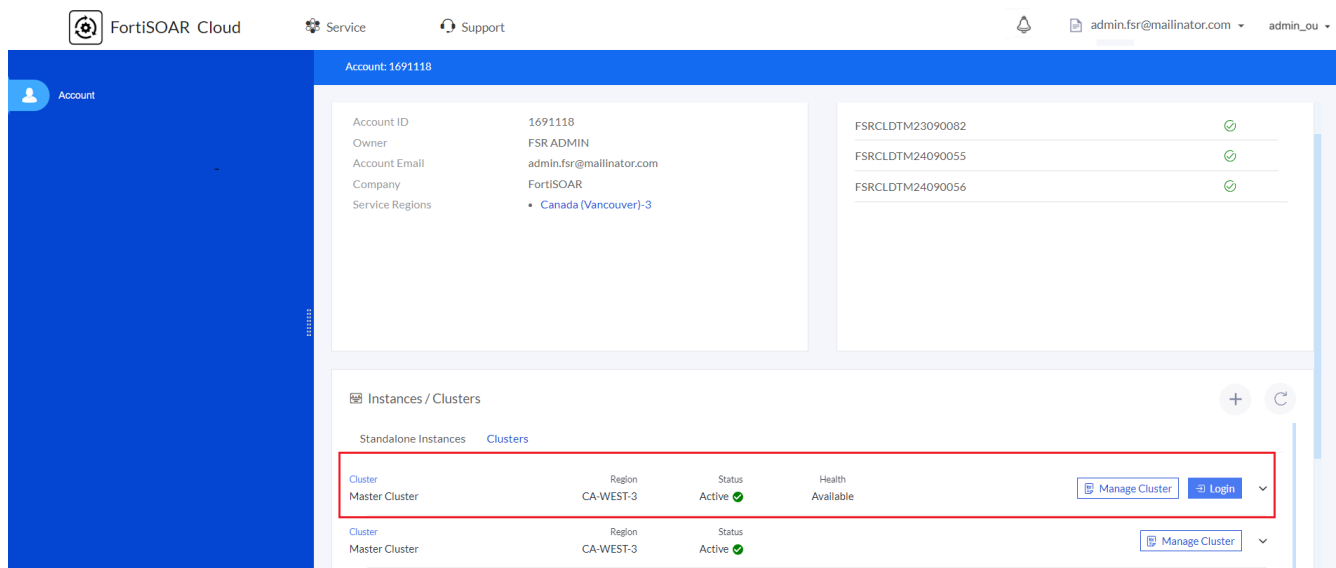 FortiSOAR Cloud Service Support admin.fsr@mailinator.com admin_ou
Account
Account: 1691118
Account ID 1691118
Owner FSR ADMIN
Account Email admin.fsr@mailinator.com
Company FortiSOAR
Service Regions • Canada (Vancouver)-3
FSRCLDTM23090082
FSRCLDTM24090055
FSRCLDTM24090056
Instances / Clusters
Standalone Instances Clusters
Cluster Region Status Health
Master Cluster CA-WEST-3 Active Available Manage Cluster Login
Cluster Region Status
Master Cluster CA-WEST-3 Active Manage Cluster